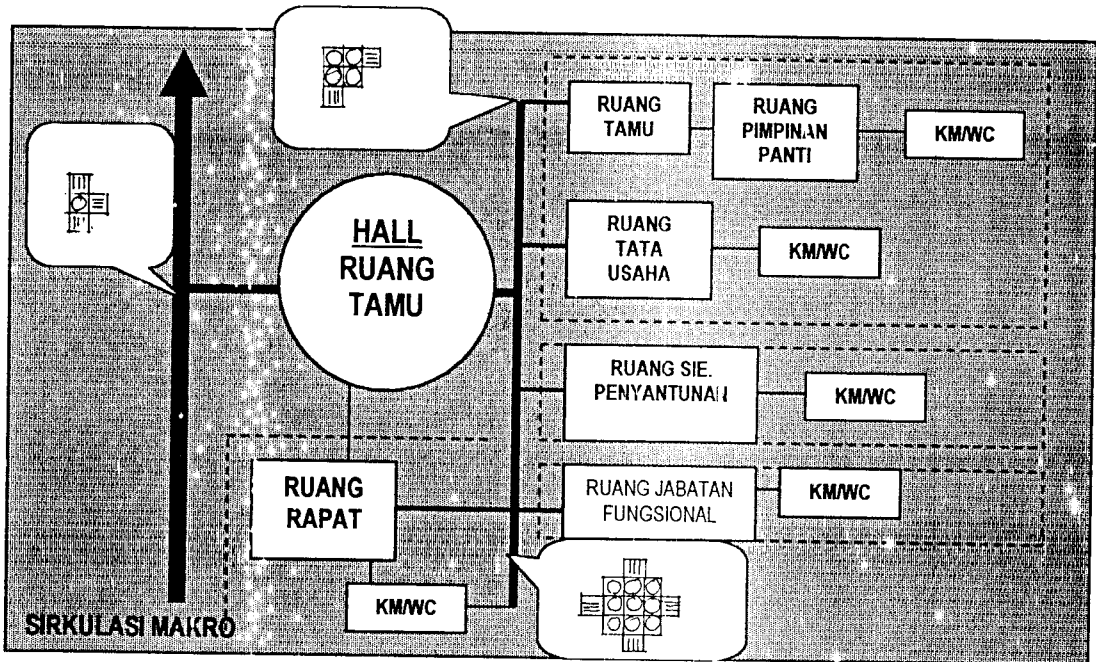 RUANG
TAMU
RUANG
PIMPINAN
PANTI
KM/WC
HALL
RUANG
TAMU
RUANG
TATA
USAHA
KM/WC
RUANG SIE.
PENYANTUNAN
KM/WC
RUANG
RAPAT
RUANG JABATAN
FUNGSIONAL
KM/WC
KM/WC
SIRKULASI MAKRO